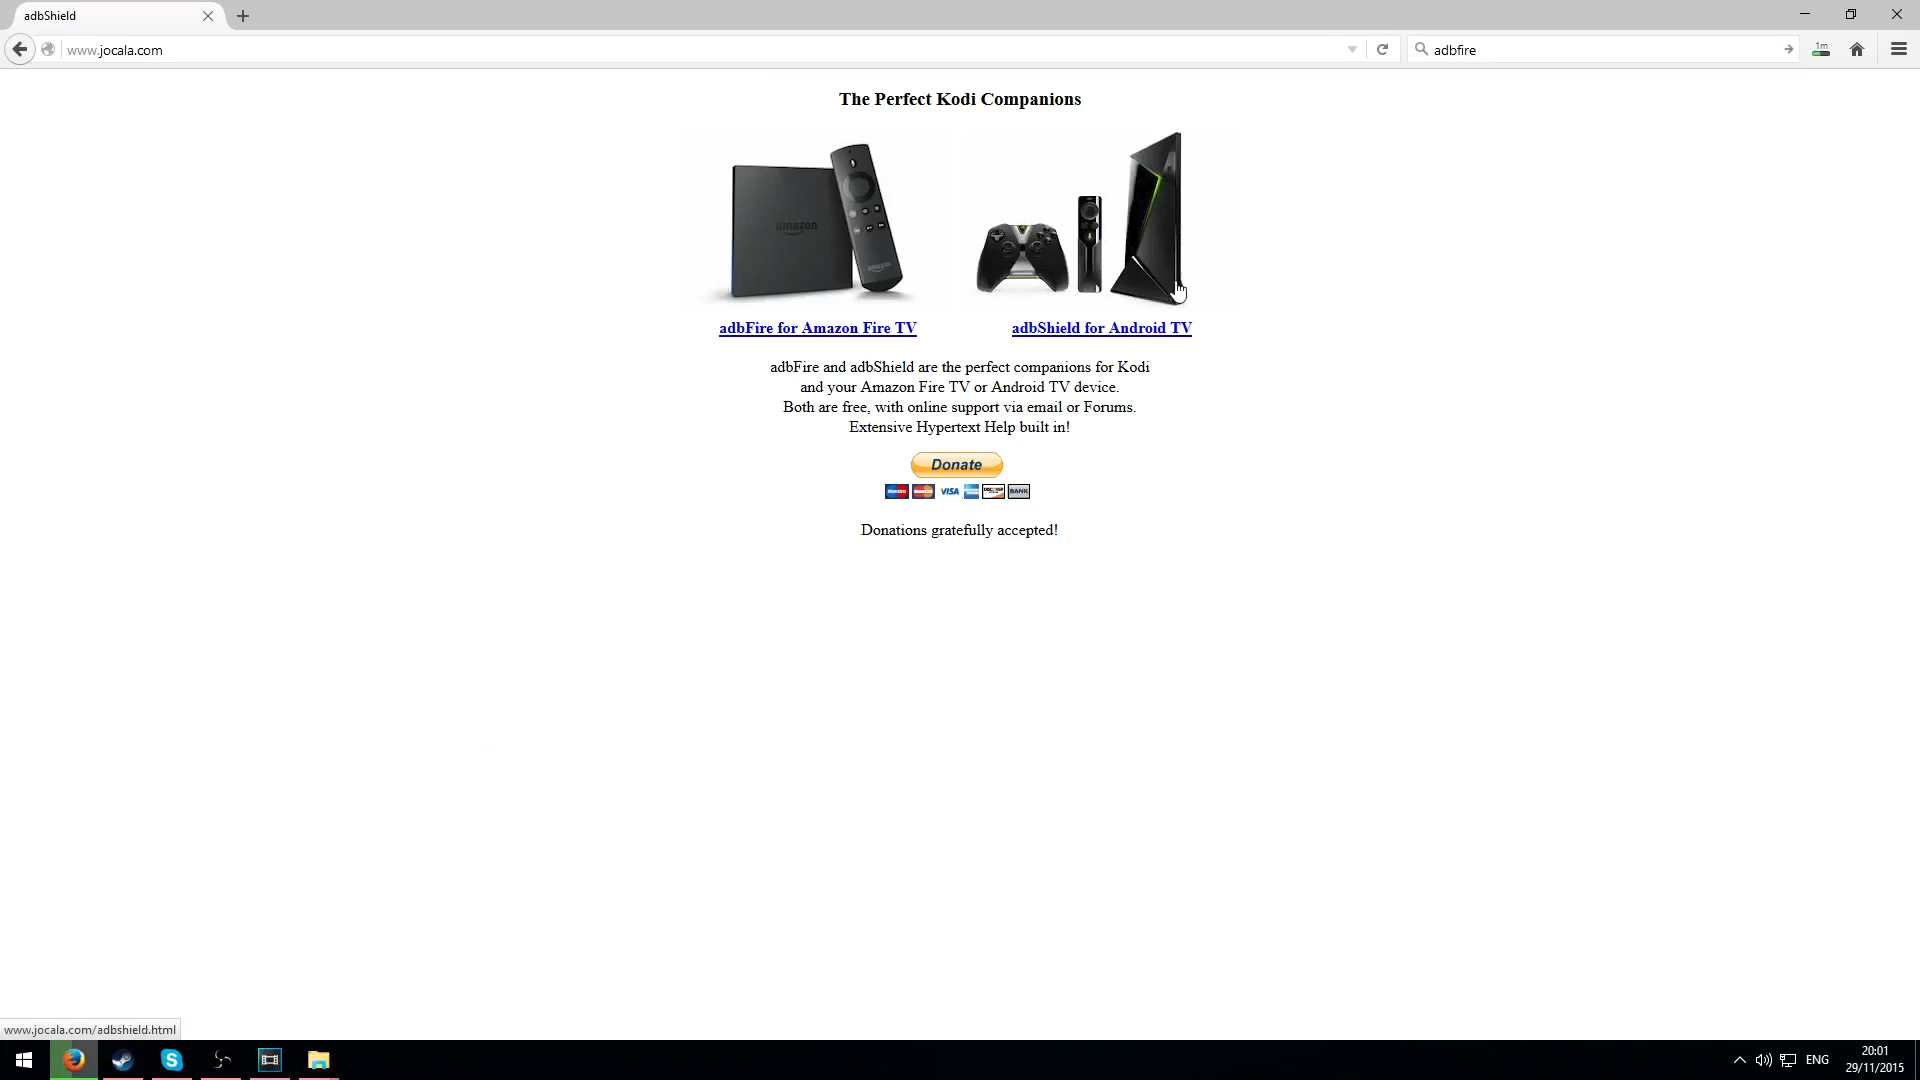 adbShield
www.jocala.com
adbfire
1m
The Perfect Kodi Companions
amazon
adbFire for Amazon Fire TV
adbShield for Android TV
adbFire and adbShield are the perfect companions for Kodi
and your Amazon Fire TV or Android TV device.
Both are free, with online support via email or Forums.
Extensive Hypertext Help built in!
Donate
VISA
BANK
Donations gratefully accepted!
www.jocala.com/adbshield.html
ENG
20:01
29/11/2015